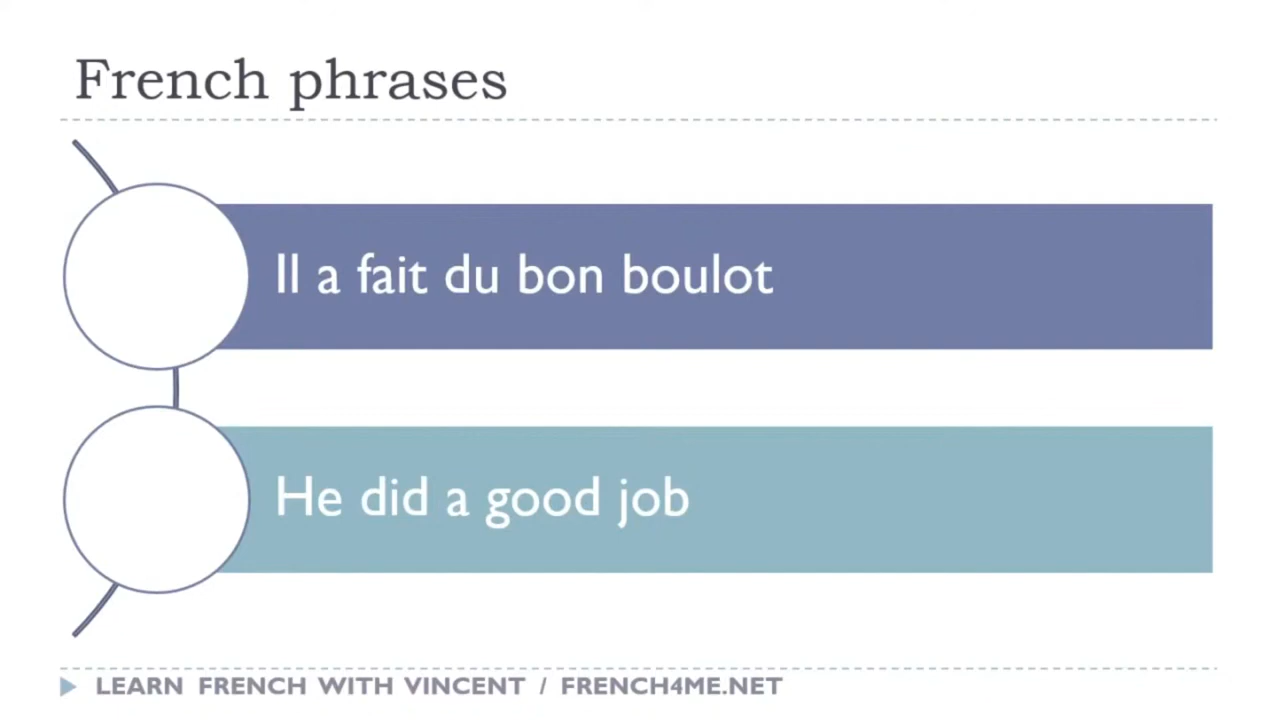 French phrases
Il a fait du bon boulot
He did a good job
LEARN FRENCH WITH VINCENT / FRENCH4ME.NET